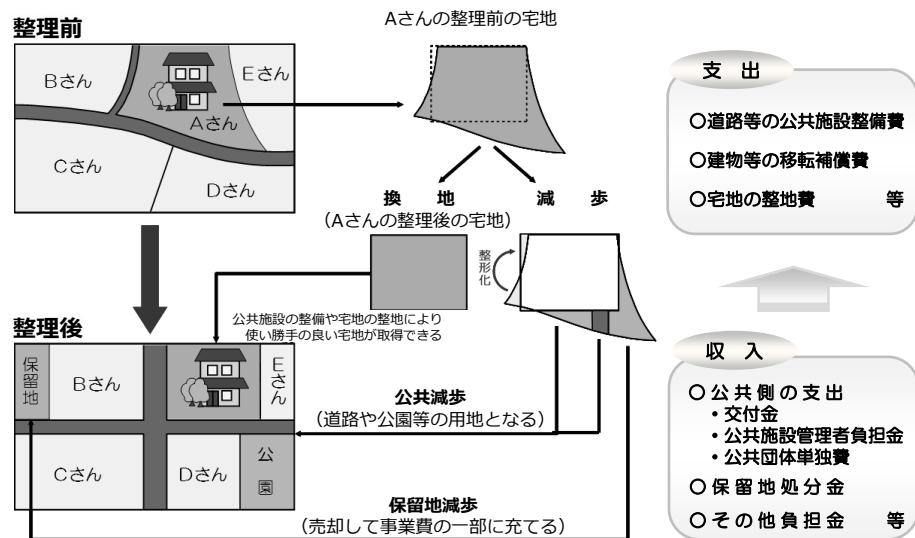 整理前
Bさん
Eさん
Aさん
Cさん
Dさん
Aさんの整理前の宅地
換地
減歩
(Aさんの整理後の宅地)
整形化
公共施設の整備や宅地の整地により
使い勝手の良い宅地が取得できる
整理後
保留地
Bさん
Eさん
Cさん
Dさん
公園
公共減歩
(道路や公園等の用地となる)
保留地減歩
(売却して事業費の一部に充てる)
支出
○道路等の公共施設整備費
○建物等の移転補償費
○宅地の整地費 等
収入
○公共側の支出
・交付金
・公共施設管理者負担金
・公共団体単独費
○保留地処分金
○その他負担金 等